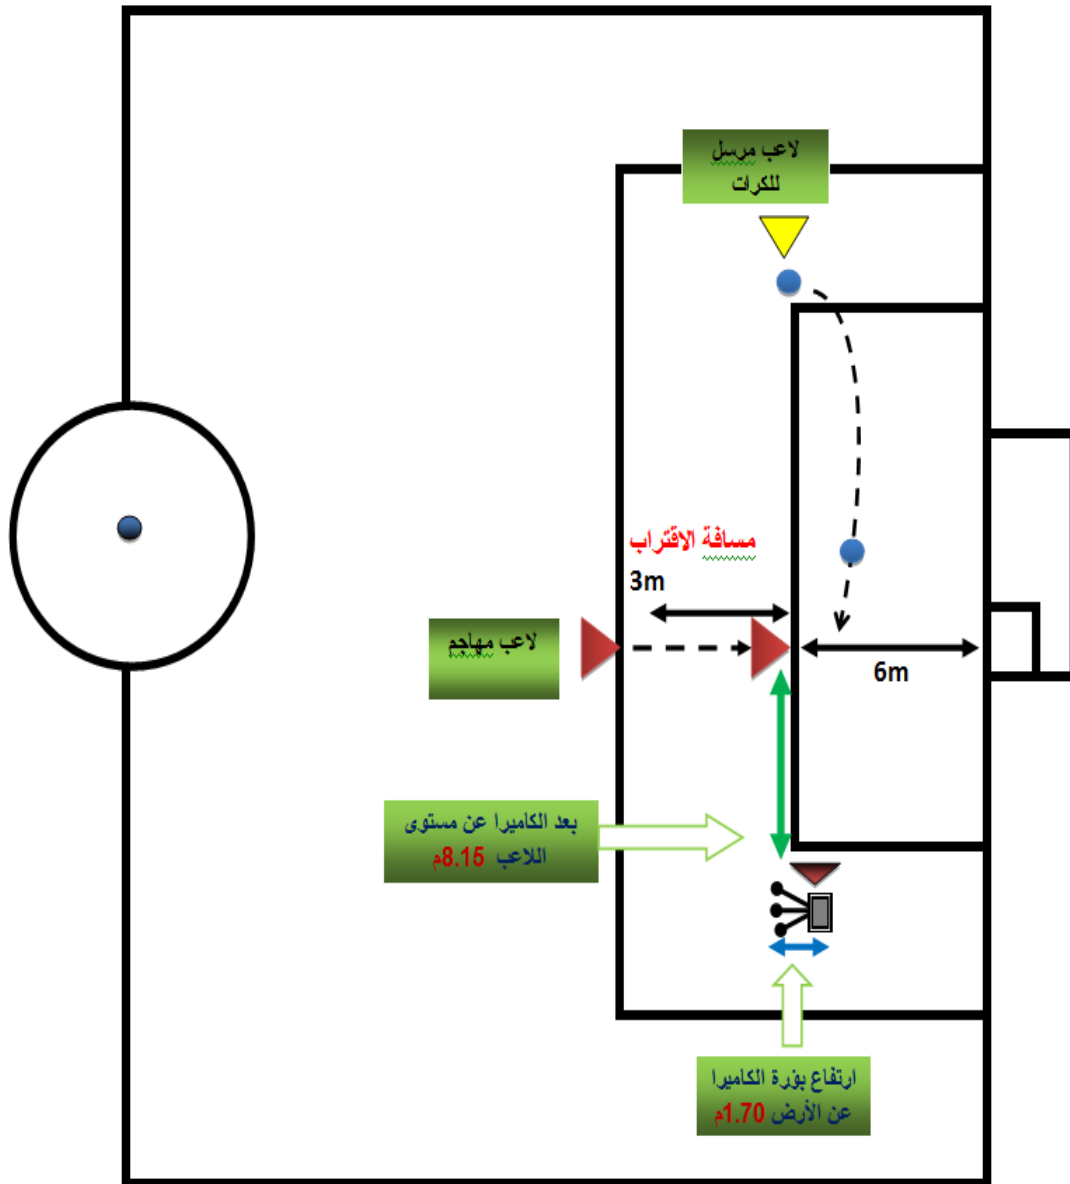 لاعب مرسل
للكرات
مسافة الاقتراب
3m
لاعب مهاجم
6m
بعد الكاميرا عن مستوى
اللاعب 8.15م
ارتفاع بؤرة الكاميرا
عن الأرض 1.70م